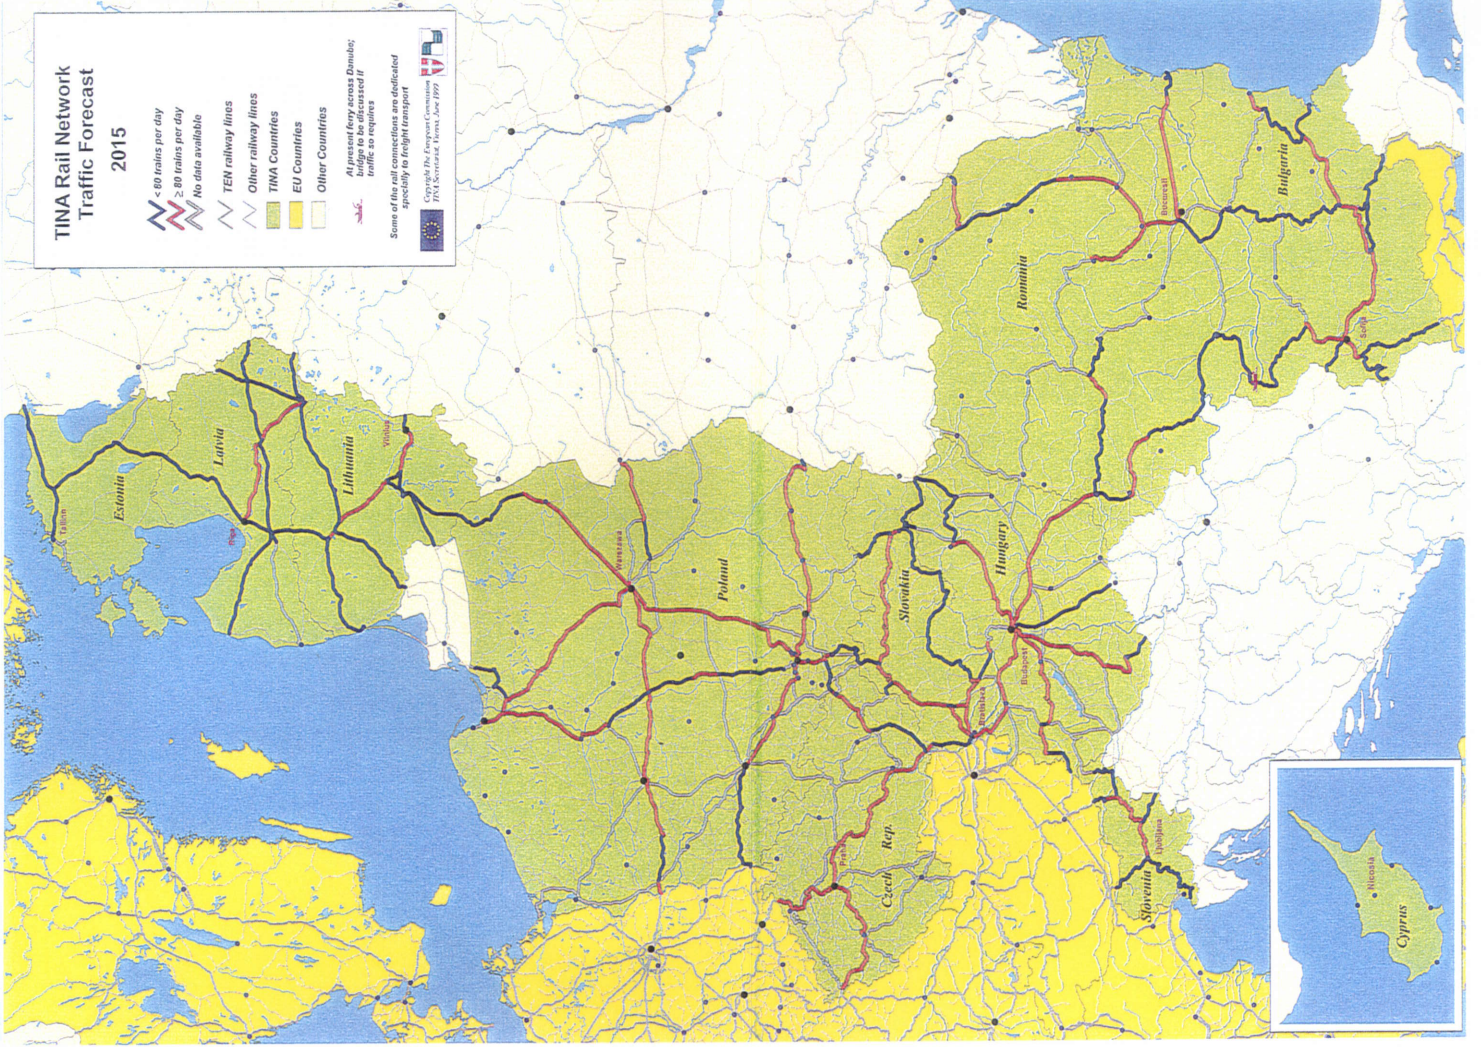 TINA Rail Network
Traffic Forecast
2015
< 80 trains per day
≥ 80 trains per day
No data available
TEN railway lines
Other railway lines
TINA Countries
EU Countries
Other Countries
At present ferry across Danube;
bridge to be discussed if
traffic so requires
Some of the rail connections are dedicated
specially to freight transport
Copyright The European Commission
TINA Secretariat, Vienna, June 1999
Tallinn
Estonia
Riga
Latvia
Lithuania
Vilnius
Warszawa
Poland
Praha
Czech Rep.
Slovakia
Bratislava
Budapest
Hungary
Ljubljana
Slovenia
Romania
Bucuresti
Bulgaria
Sofia
Nicosia
Cyprus